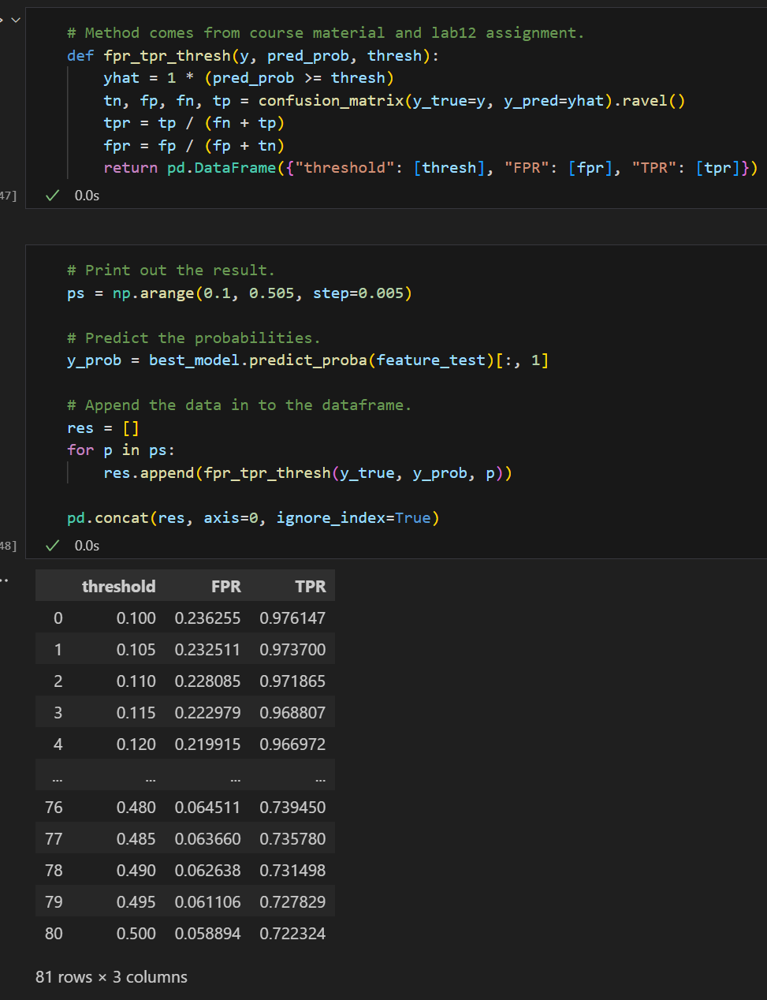 # Method comes from course material and lab12 assignment.
def fpr_tpr_thresh(y, pred_prob, thresh):
yhat = 1 * (pred_prob >= thresh)
tn, fp, fn, tp = confusion_matrix(y_true=y, y_pred=yhat).ravel()
tpr = tp / (fn + tp)
fpr = fp / (fp + tn)
return pd.DataFrame({"threshold": [thresh], "FPR": [fpr], "TPR": [tpr]})
47] 0.0s
# Print out the result.
ps = np.arange(0.1, 0.505, step=0.005)
# Predict the probabilities.
y_prob = best_model.predict_proba(feature_test)[:, 1]
# Append the data in to the dataframe.
res = []
for p in ps:
res.append(fpr_tpr_thresh(y_true, y_prob, p))
pd.concat(res, axis=0, ignore_index=True)
48] 0.0s
threshold FPR TPR
0 0.100 0.236255 0.976147
1 0.105 0.232511 0.973700
2 0.110 0.228085 0.971865
3 0.115 0.222979 0.968807
4 0.120 0.219915 0.966972
... ... ... ...
76 0.480 0.064511 0.739450
77 0.485 0.063660 0.735780
78 0.490 0.062638 0.731498
79 0.495 0.061106 0.727829
80 0.500 0.058894 0.722324
81 rows × 3 columns